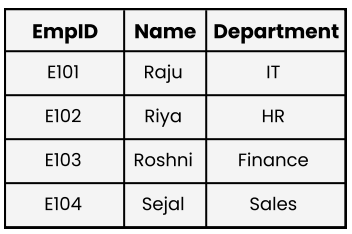 EmpID Name Department
E101 Raju IT
E102 Riya HR
E103 Roshni Finance
E104 Sejal Sales